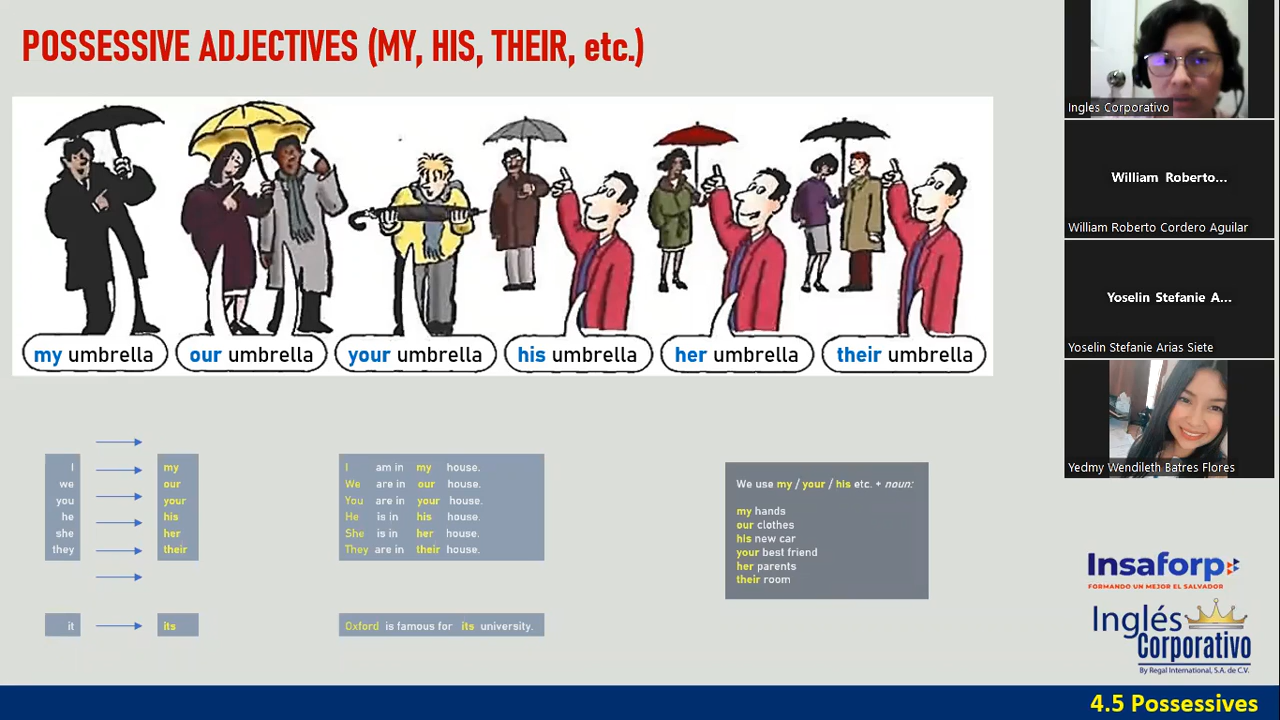 POSSESSIVE ADJECTIVES (MY, HIS, THEIR, etc.)
my umbrella
our umbrella
your umbrella
his umbrella
her umbrella
their umbrella
I my
we our
you your
he his
she her
they their
it its
I am in my house.
We are in our house.
You are in your house.
He is in his house.
She is in her house.
They are in their house.
Oxford is famous for its university.
We use my / your / his etc. + noun:
my hands
our clothes
his new car
your best friend
her parents
their room
Ingles Corporativo
William Roberto...
William Roberto Cordero Aguilar
Yoselin Stefanie A...
Yoselin Stefanie Arias Siete
Yedmy Wendileth Batres Flores
Insaforp
FORMANDO UN MEJOR EL SALVADOR
Inglés
Corporativo
By Regal International, S.A. de C.V.
4.5 Possessives